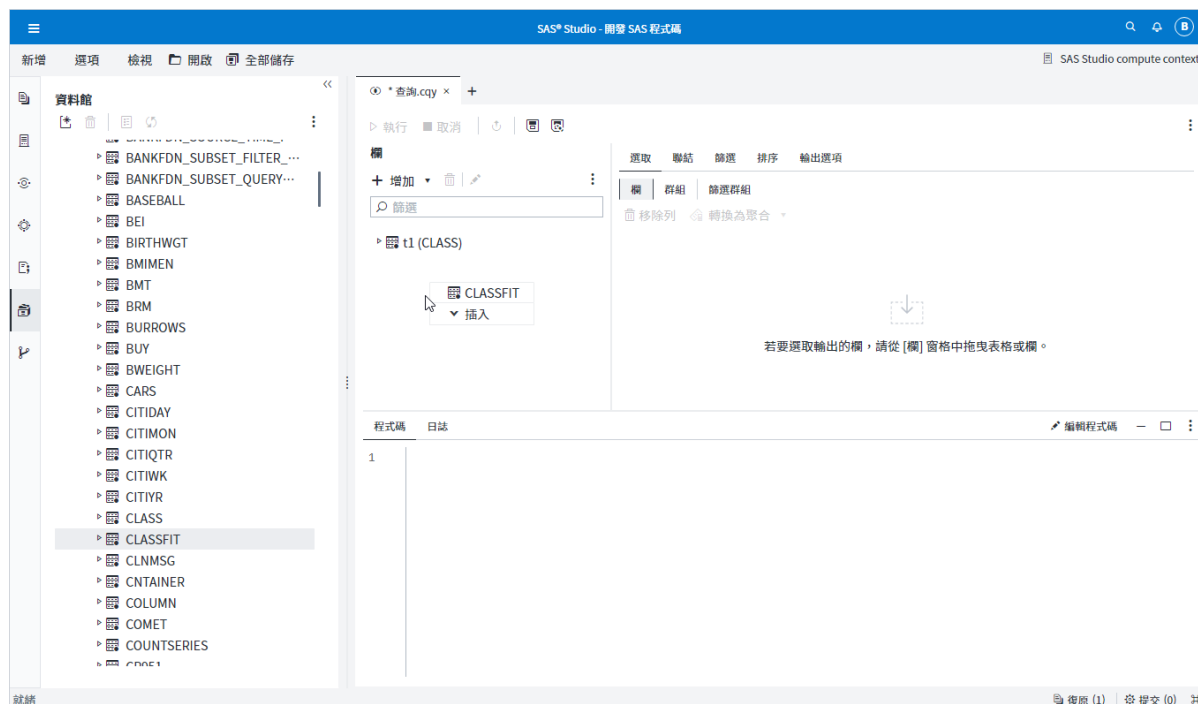 SAS® Studio - 開發 SAS 程式碼
B
新增 選項 檢視 開啟 全部儲存
SAS Studio compute context
資料館
BANKFDN_SUBSET_FILTER_…
BANKFDN_SUBSET_QUERY…
BASEBALL
BEI
BIRTHWGT
BMIMEN
BMT
BRM
BURROWS
BUY
BWEIGHT
CARS
CITIDAY
CITIMON
CITIQTR
CITIWK
CITIYR
CLASS
CLASSFIT
CLNMSG
CNTAINER
COLUMN
COMET
COUNTSERIES
* 查詢.cqy × +
執行 取消
欄
增加
篩選
t1 (CLASS)
CLASSFIT
插入
選取 聯結 篩選 排序 輸出選項
欄 群組 篩選群組
移除列 轉換為聚合
若要選取輸出的欄，請從 [欄] 窗格中拖曳表格或欄。
程式碼 日誌
編輯程式碼
1
就緒
復原 (1) 提交 (0)